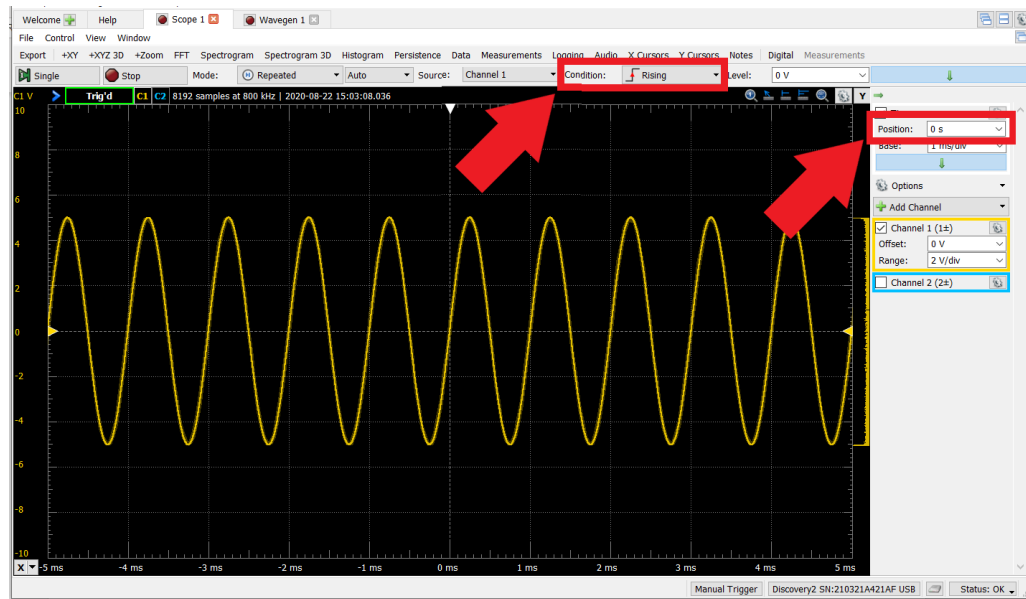 Welcome Help Scope 1 Wavegen 1
File Control View Window
Export +XY +XYZ 3D +Zoom FFT Spectrogram Spectrogram 3D Histogram Persistence Data Measurements Logging Audio X Cursors Y Cursors Notes Digital Measurements
Single Stop Mode: Repeated Auto Source: Channel 1 Condition: Rising Level: 0 V
C1 V Trig'd C1 C2 8192 samples at 800 kHz | 2020-08-22 15:03:08.036 Y
10
Position: 0 s
Base: 1 ms/div
8
Options
6
Add Channel
Channel 1 (1±)
4
Offset: 0 V
Range: 2 V/div
2
Channel 2 (2±)
0
-2
-4
-6
-8
-10
X -5 ms -4 ms -3 ms -2 ms -1 ms 0 ms 1 ms 2 ms 3 ms 4 ms 5 ms
Manual Trigger Discovery2 SN:210321A421AF USB Status: OK